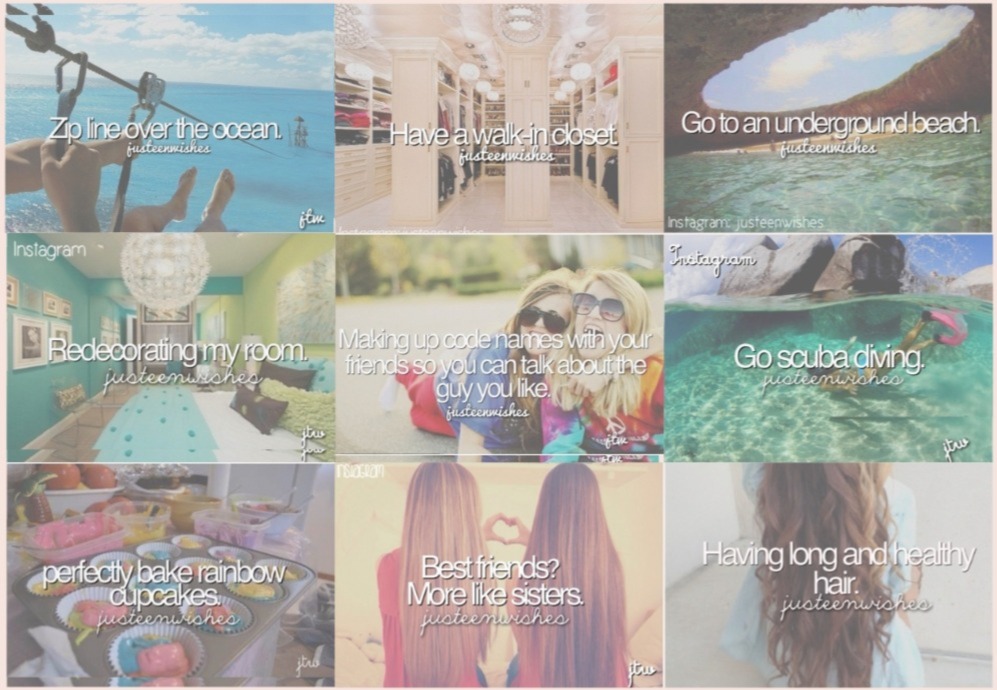 Zip line over the ocean.
justeenwishes
jtw
Have a walk-in closet.
justeenwishes
Instagram: justeenwishes
Go to an underground beach.
justeenwishes
Instagram: justeenwishes
Instagram
Redecorating my room.
justeenwishes
jtw
jtw
Making up code names with your
friends so you can talk about the
guy you like.
justeenwishes
jtw
jtw
Instagram
Go scuba diving.
justeenwishes
jtw
perfectly bake rainbow
cupcakes.
justeenwishes
jtw
Instagram
Best friends?
More like sisters.
justeenwishes
jtw
Having long and healthy
hair.
justeenwishes